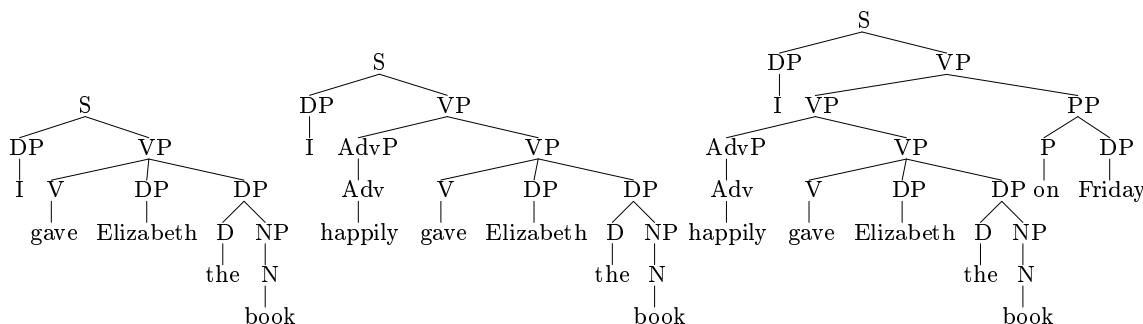 S
S VP
S DP VP I VP PP
DP VP I AdvP VP AdvP VP P DP
I V DP DP Adv V DP DP Adv V DP DP on Friday
gave Elizabeth D NP happily gave Elizabeth D NP happily gave Elizabeth D NP
the N the N the N
book book book
DP
DP